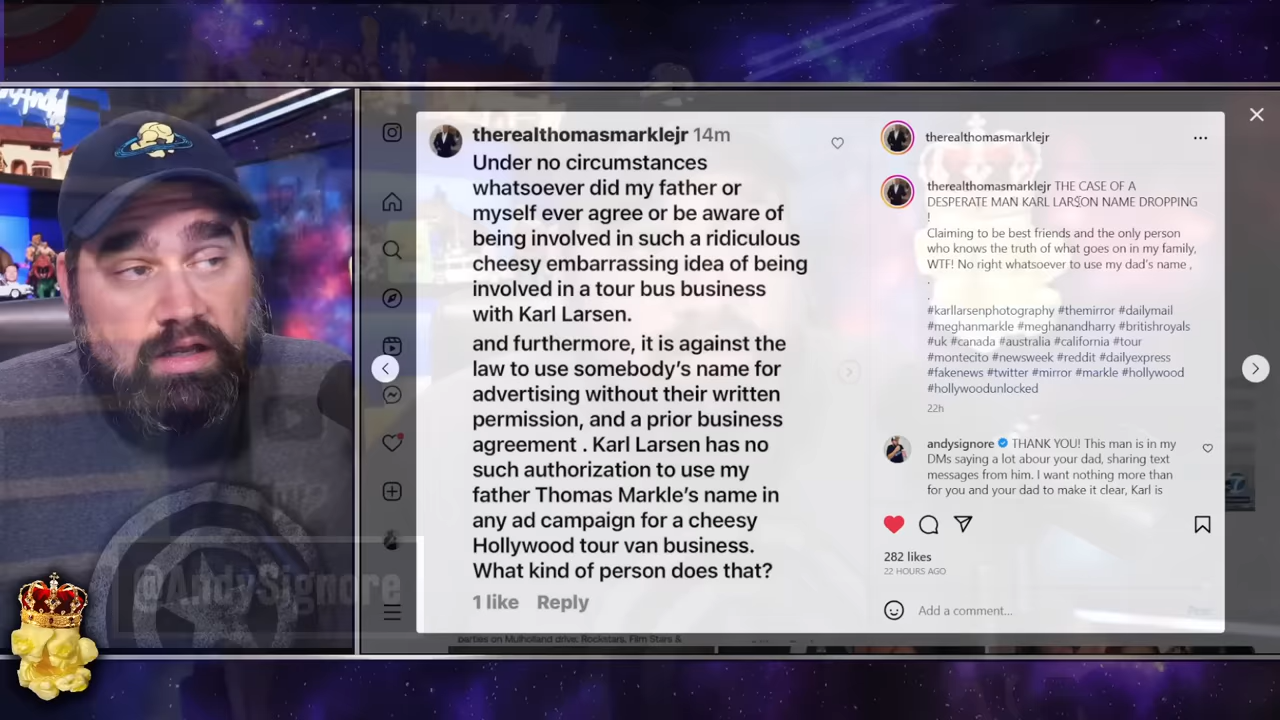 therealthomasmarklejr 14m
Under no circumstances
whatsoever did my father or
myself ever agree or be aware of
being involved in such a ridiculous
cheesy embarrassing idea of being
involved in a tour bus business
with Karl Larsen.
and furthermore, it is against the
law to use somebody's name for
advertising without their written
permission, and a prior business
agreement . Karl Larsen has no
such authorization to use my
father Thomas Markle's name in
any ad campaign for a cheesy
Hollywood tour van business.
What kind of person does that?
1 like Reply
therealthomasmarklejr
therealthomasmarklejr THE CASE OF A
DESPERATE MAN KARL LARSON NAME DROPPING
!
Claiming to be best friends and the only person
who knows the truth of what goes on in my family,
WTF! No right whatsoever to use my dad's name ,
.
.
#karllarsenphotography #themirror #dailymail
#meghanmarkle #meghanandharry #britishroyals
#uk #canada #australia #california #tour
#montecito #newsweek #reddit #dailyexpress
#fakenews #twitter #mirror #markle #hollywood
#hollywoodunlocked
22h
andysignore THANK YOU! This man is in my
DMs saying a lot abour your dad, sharing text
messages from him. I want nothing more than
for you and your dad to make it clear, Karl is
282 likes
22 HOURS AGO
Add a comment...
Post
@AndySignore
parties on Mulholland drive, Rockstars, Film Stars &